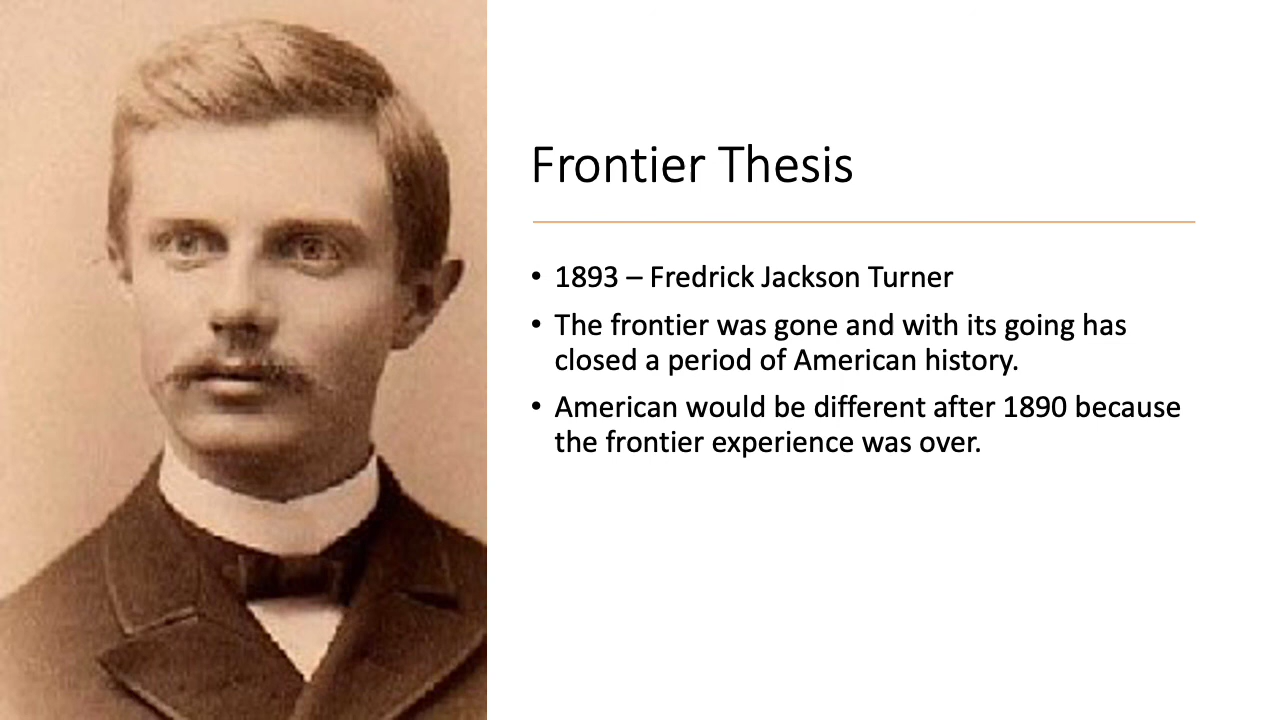 Frontier Thesis
• 1893 – Fredrick Jackson Turner
• The frontier was gone and with its going has
closed a period of American history.
• American would be different after 1890 because
the frontier experience was over.